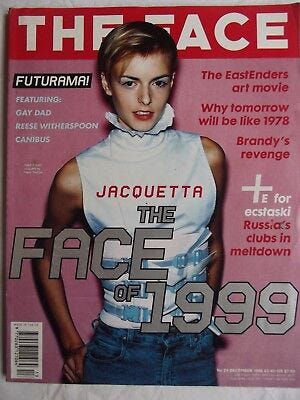 THE FACE
FUTURAMA!
FEATURING:
GAY DAD
REESE WITHERSPOON
CANIBUS
The EastEnders
art movie
Why tomorrow
will be like 1978
Brandy's
revenge
+E for
ecstaski
Russia's
clubs in
meltdown
JACQUETTA
THE
FACE
OF 1999